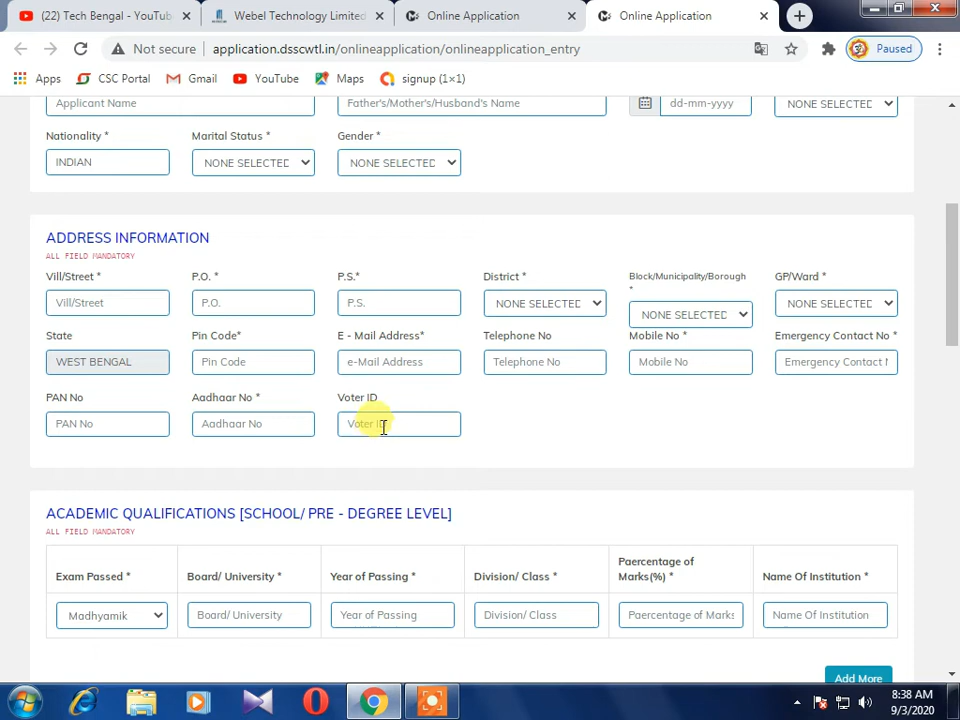 (22) Tech Bengal - YouTub
Webel Technology Limited
Online Application
Online Application
Not secure
application.dsscwtl.in/onlineapplication/onlineapplication_entry
Paused
Apps
CSC Portal
Gmail
YouTube
Maps
signup (1×1)
Applicant Name
Father's/Mother's/Husband's Name
dd-mm-yyyy
NONE SELECTED
Nationality *
Marital Status *
Gender *
INDIAN
NONE SELECTED
NONE SELECTED
ADDRESS INFORMATION
ALL FIELD MANDATORY
Vill/Street *
P.O. *
P.S.*
District *
Block/Municipality/Borough *
GP/Ward *
Vill/Street
P.O.
P.S.
NONE SELECTED
NONE SELECTED
NONE SELECTED
State
Pin Code*
E - Mail Address*
Telephone No
Mobile No *
Emergency Contact No *
WEST BENGAL
Pin Code
e-Mail Address
Telephone No
Mobile No
Emergency Contact N
PAN No
Aadhaar No *
Voter ID
PAN No
Aadhaar No
Voter ID
ACADEMIC QUALIFICATIONS [SCHOOL/ PRE - DEGREE LEVEL]
ALL FIELD MANDATORY
Exam Passed *
Board/ University *
Year of Passing *
Division/ Class *
Paercentage of
Marks(%) *
Name Of Institution *
Madhyamik
Board/ University
Year of Passing
Division/ Class
Paercentage of Marks
Name Of Institution
Add More
8:38 AM
9/3/2020